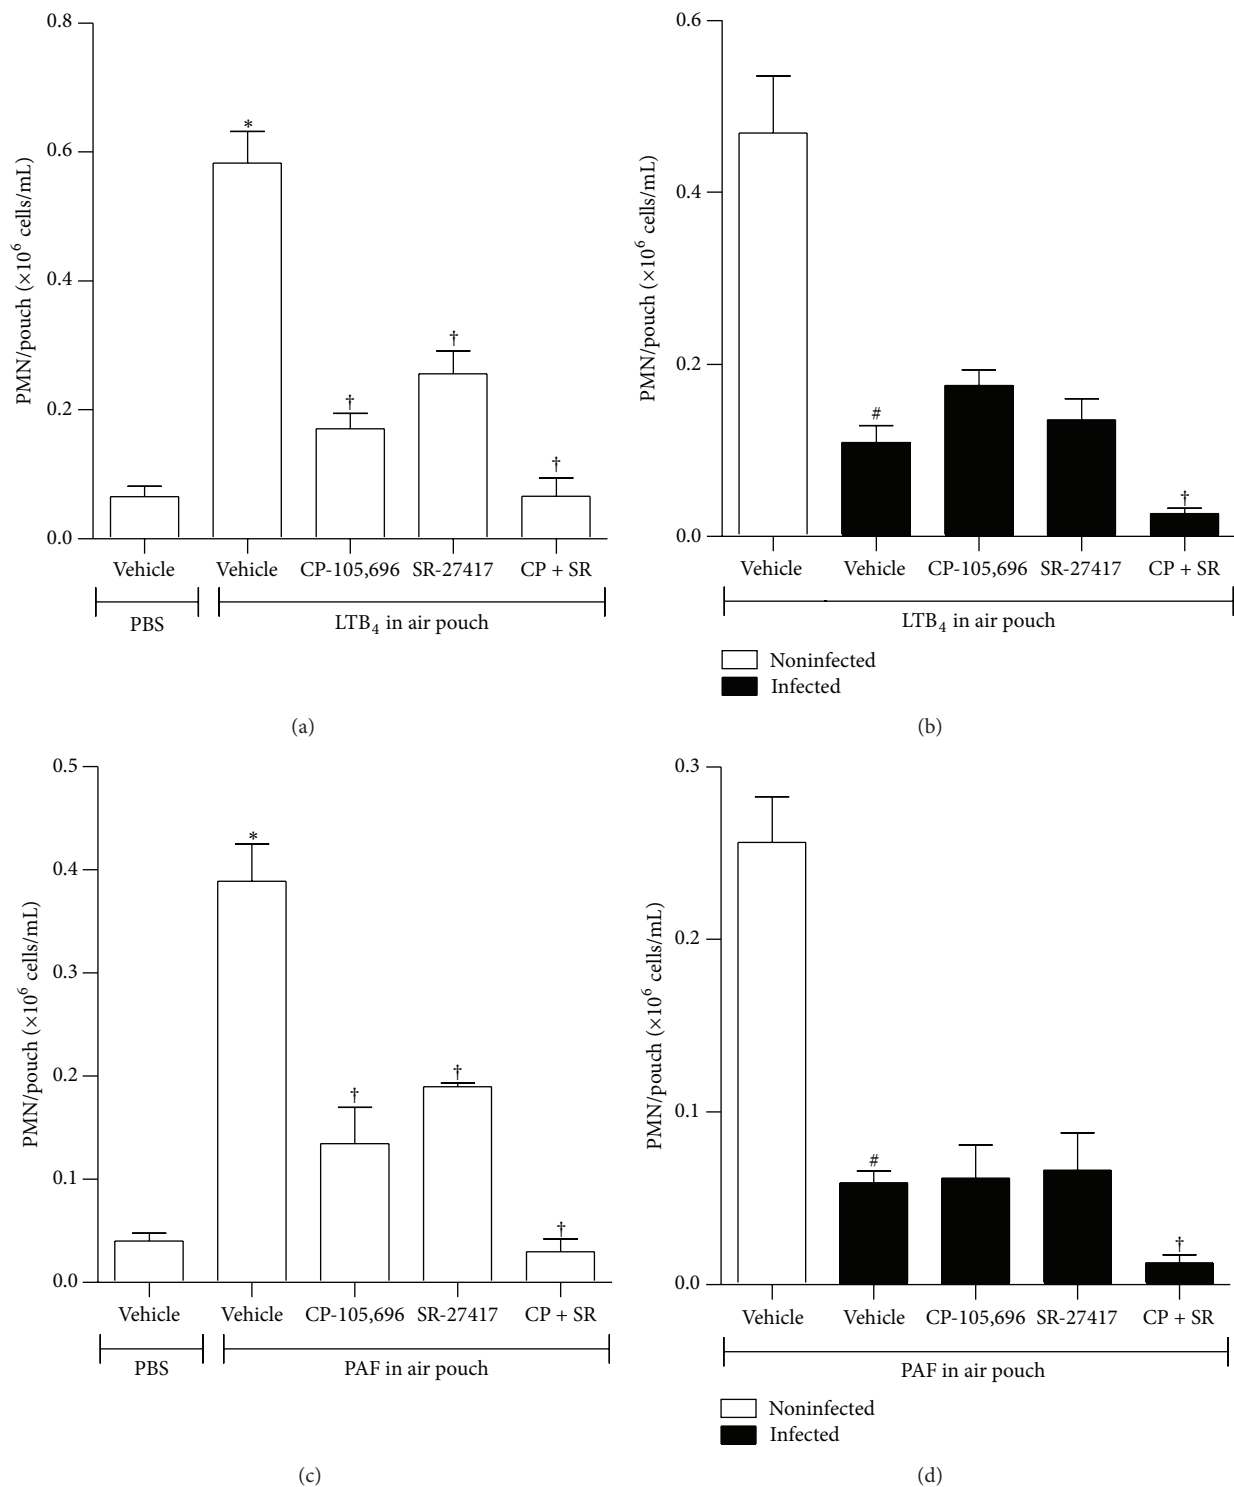 0.8
0.6
0.4
0.2
0.0
PMN/pouch (×10⁶ cells/mL)
*
†
†
†
Vehicle Vehicle CP-105,696 SR-27417 CP + SR
PBS LTB₄ in air pouch
(a)
0.6
0.4
0.2
0.0
PMN/pouch (×10⁶ cells/mL)
#
†
Vehicle Vehicle CP-105,696 SR-27417 CP + SR
LTB₄ in air pouch
Noninfected
Infected
(b)
0.5
0.4
0.3
0.2
0.1
0.0
PMN/pouch (×10⁶ cells/mL)
*
†
†
†
Vehicle Vehicle CP-105,696 SR-27417 CP + SR
PBS PAF in air pouch
(c)
0.3
0.2
0.1
0.0
PMN/pouch (×10⁶ cells/mL)
#
†
Vehicle Vehicle CP-105,696 SR-27417 CP + SR
PAF in air pouch
Noninfected
Infected
(d)